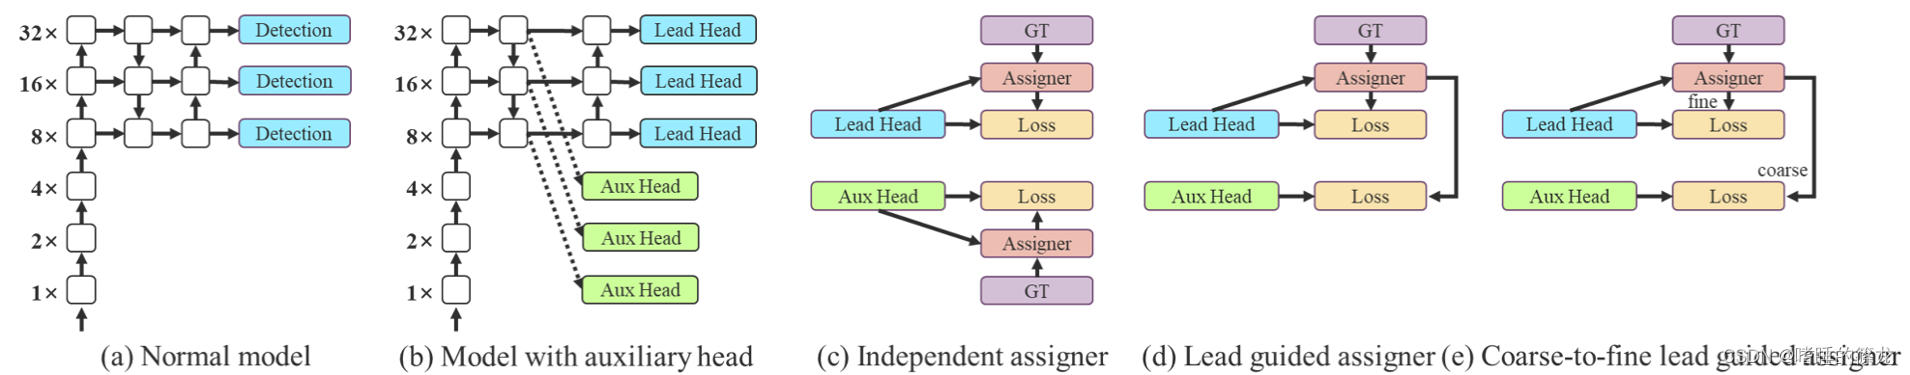 32× Detection
16× Detection
8× Detection
4×
2×
1×
(a) Normal model
32× Lead Head
16× Lead Head
8× Lead Head
4× Aux Head
2× Aux Head
1× Aux Head
(b) Model with auxiliary head
GT
Assigner
Lead Head Loss
Aux Head Loss
Assigner
GT
(c) Independent assigner
GT
Assigner
Lead Head Loss
Aux Head Loss
(d) Lead guided assigner
GT
Assigner
fine
Lead Head Loss
coarse
Aux Head Loss
(e) Coarse-to-fine lead guided assigner